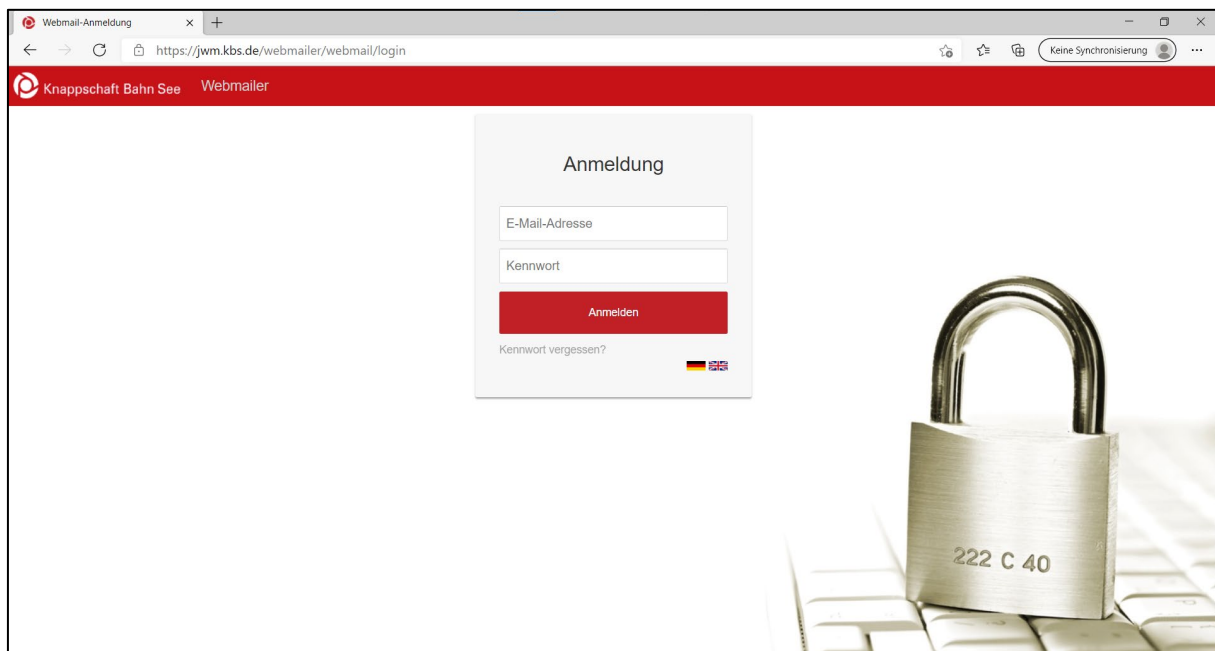 Webmail-Anmeldung
https://jwm.kbs.de/webmailer/webmail/login
Keine Synchronisierung
Knappschaft Bahn See Webmailer
Anmeldung
E-Mail-Adresse
Kennwort
Anmelden
Kennwort vergessen?
222 C 40